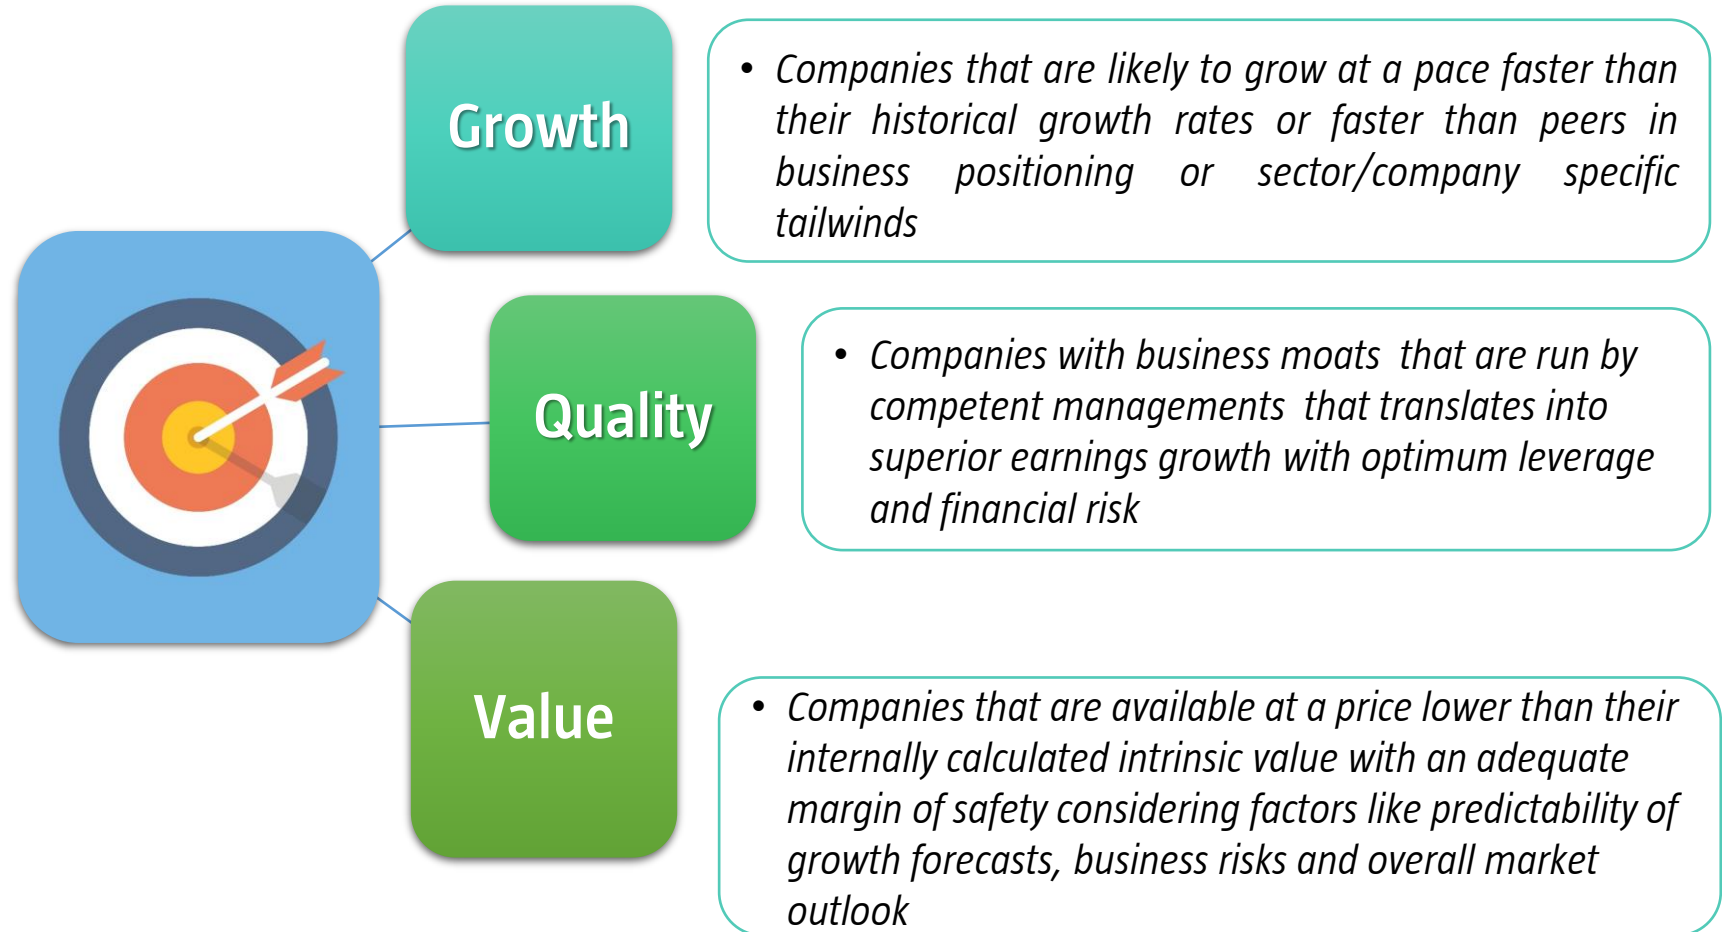 Growth
• Companies that are likely to grow at a pace faster than
their historical growth rates or faster than peers in
business positioning or sector/company specific
tailwinds
Quality
• Companies with business moats that are run by
competent managements that translates into
superior earnings growth with optimum leverage
and financial risk
Value
• Companies that are available at a price lower than their
internally calculated intrinsic value with an adequate
margin of safety considering factors like predictability of
growth forecasts, business risks and overall market
outlook